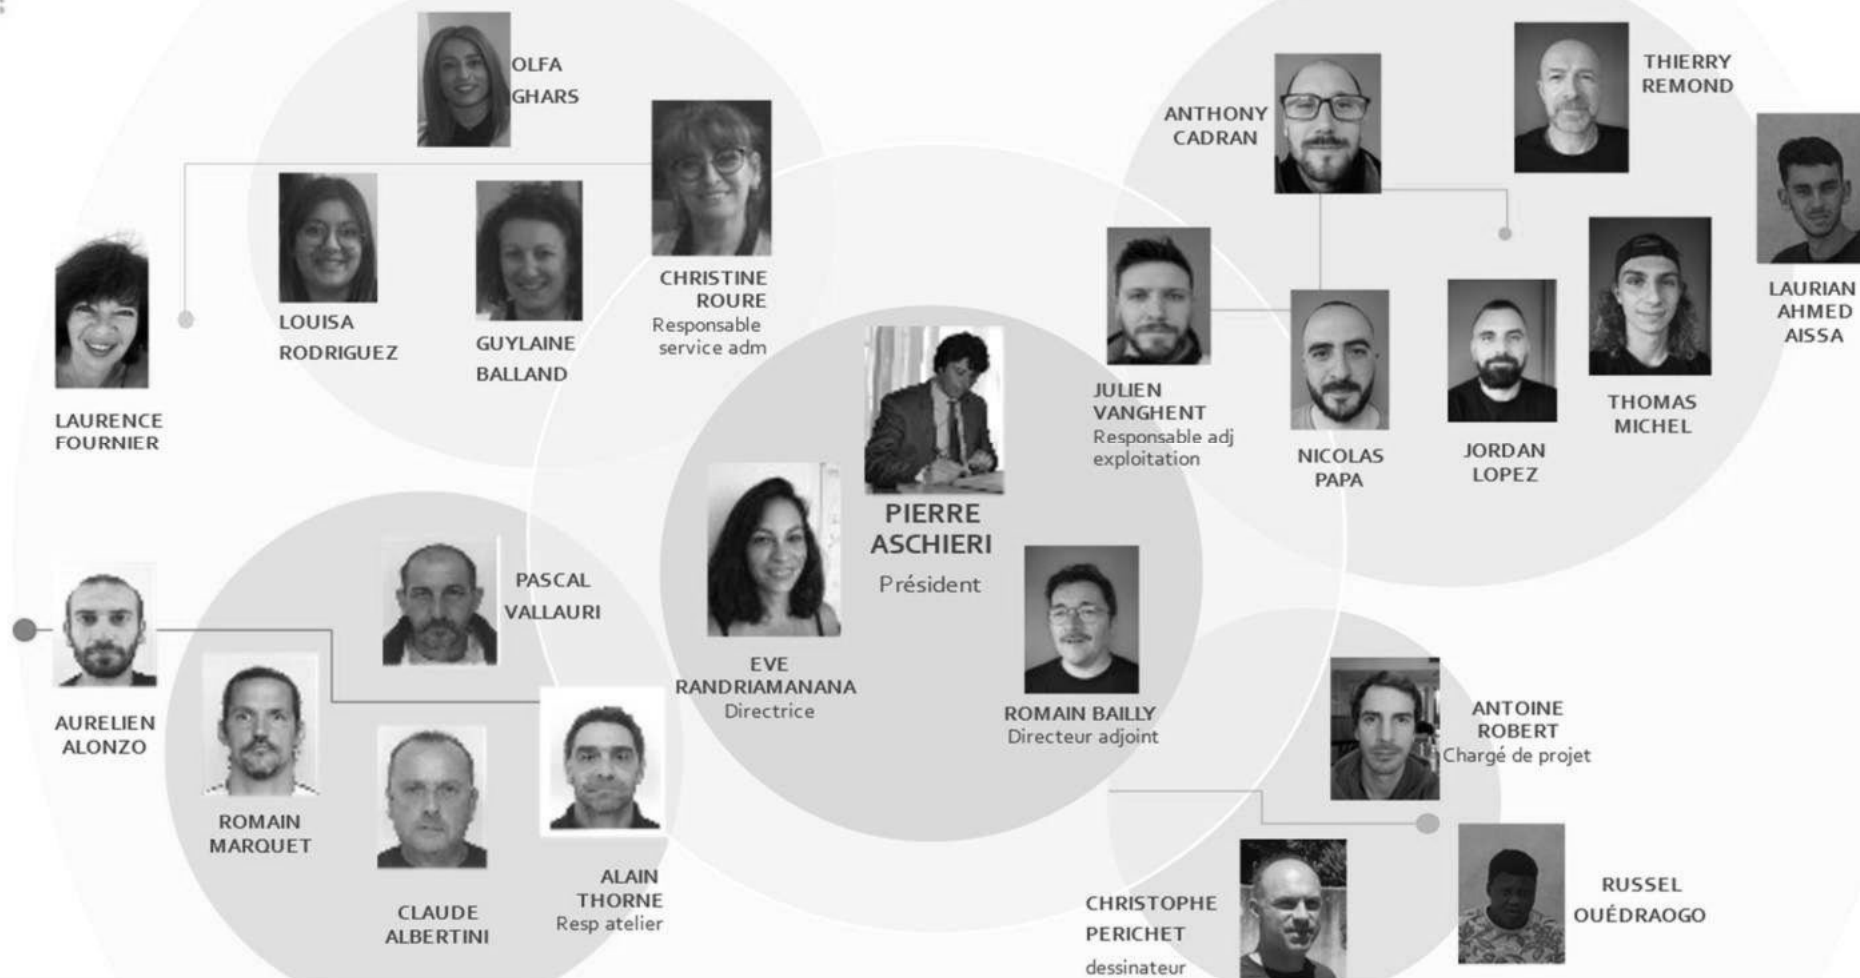 OLFA
GHARS
LOUISA
RODRIGUEZ
GUYLAINE
BALLAND
CHRISTINE
ROURE
Responsable
service adm
LAURENCE
FOURNIER
ANTHONY
CADRAN
THIERRY
REMOND
LAURIAN
AHMED
AISSA
JULIEN
VANGHENT
Responsable adj
exploitation
NICOLAS
PAPA
JORDAN
LOPEZ
THOMAS
MICHEL
PIERRE
ASCHIERI
Président
EVE
RANDRIAMANANA
Directrice
ROMAIN BAILLY
Directeur adjoint
PASCAL
VALLAURI
AURELIEN
ALONZO
ROMAIN
MARQUET
CLAUDE
ALBERTINI
ALAIN
THORNE
Resp atelier
ANTOINE
ROBERT
Chargé de projet
CHRISTOPHE
PERICHET
dessinateur
RUSSEL
OUÉDRAOGO